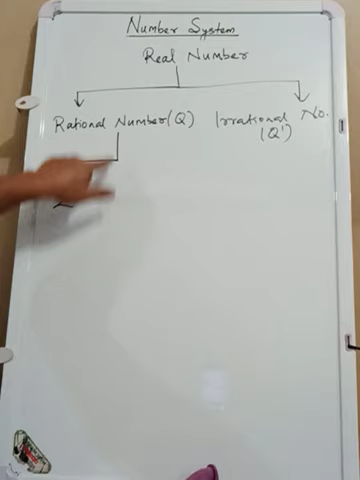 Number System
Real Number
Rational Number(Q) Irrational No.
(Q')